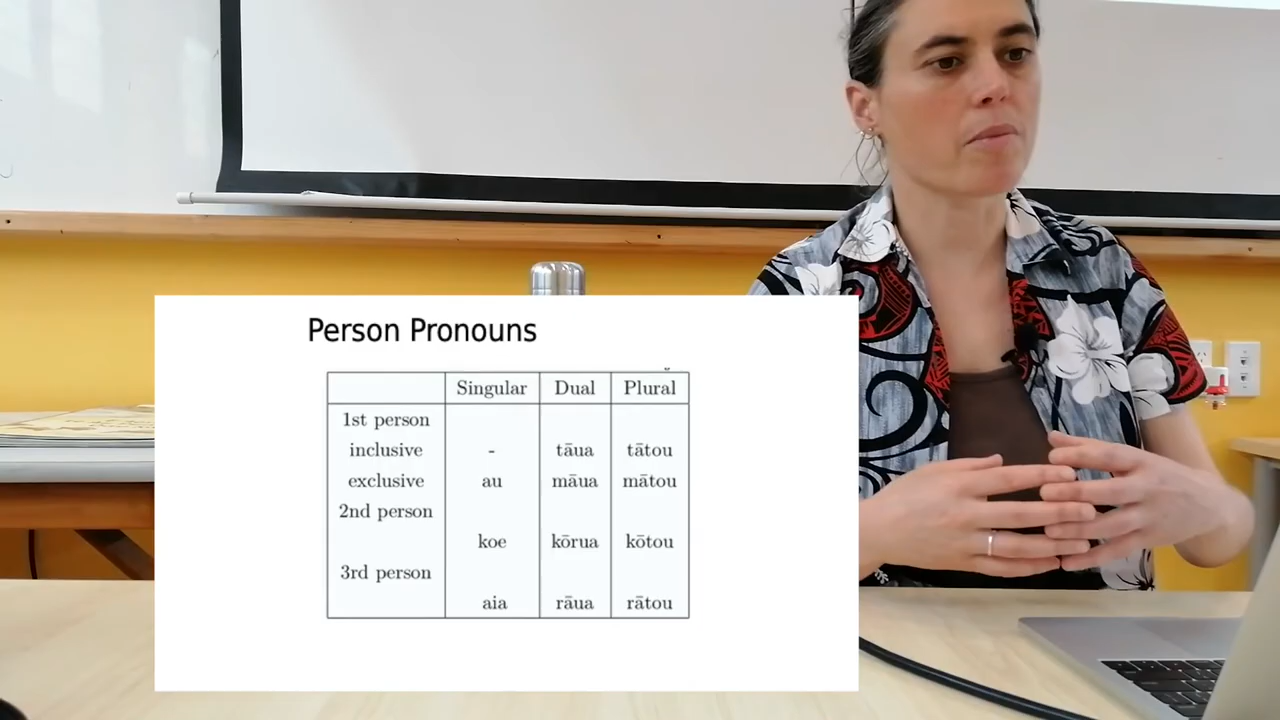 Person Pronouns
Singular Dual Plural
1st person
inclusive - tāua tātou
exclusive au māua mātou
2nd person
koe kōrua kōtou
3rd person
aia rāua rātou